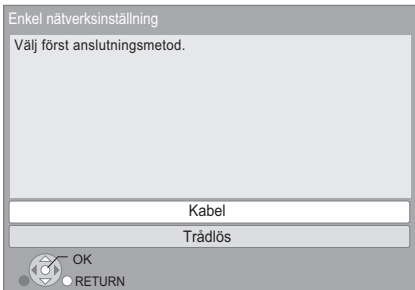 Enkel nätverksinställning
Välj först anslutningsmetod.
Kabel
Trådlös
OK
RETURN